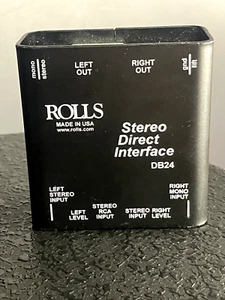 mono
stereo
LEFT
OUT
RIGHT
OUT
gnd
lift
ROLLS
MADE IN USA
www.rolls.com
Stereo
Direct
Interface
DB24
LEFT
STEREO
INPUT
RIGHT
MONO
INPUT
LEFT
LEVEL
STEREO
RCA
INPUT
STEREO
INPUT
RIGHT
LEVEL